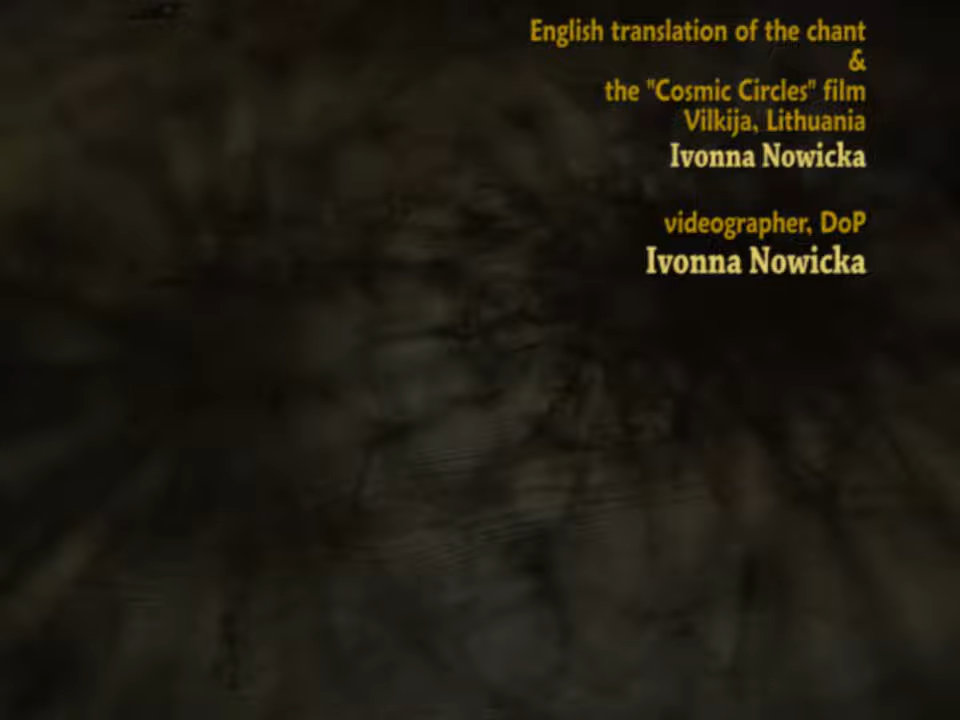 English translation of the chant
&
the "Cosmic Circles" film
Vilkija, Lithuania
Ivonna Nowicka
videographer, DoP
Ivonna Nowicka